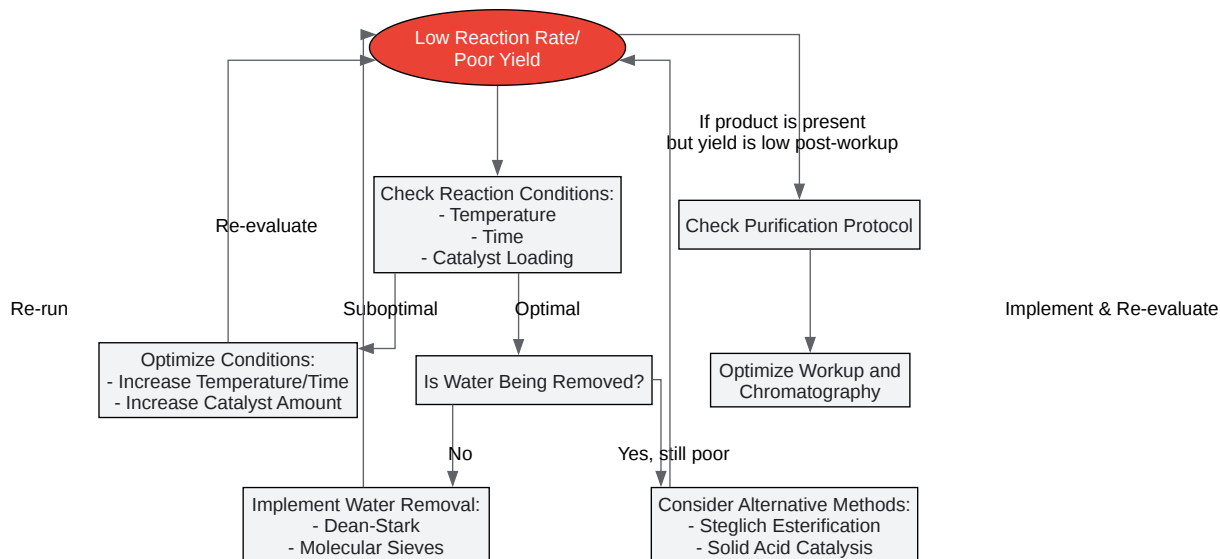 Low Reaction Rate/
Poor Yield
If product is present
but yield is low post-workup
Check Reaction Conditions:
- Temperature
- Time
- Catalyst Loading
Check Purification Protocol
Re-evaluate
Re-run
Suboptimal
Optimal
Implement & Re-evaluate
Optimize Conditions:
- Increase Temperature/Time
- Increase Catalyst Amount
Is Water Being Removed?
Optimize Workup and
Chromatography
No
Yes, still poor
Implement Water Removal:
- Dean-Stark
- Molecular Sieves
Consider Alternative Methods:
- Steglich Esterification
- Solid Acid Catalysis